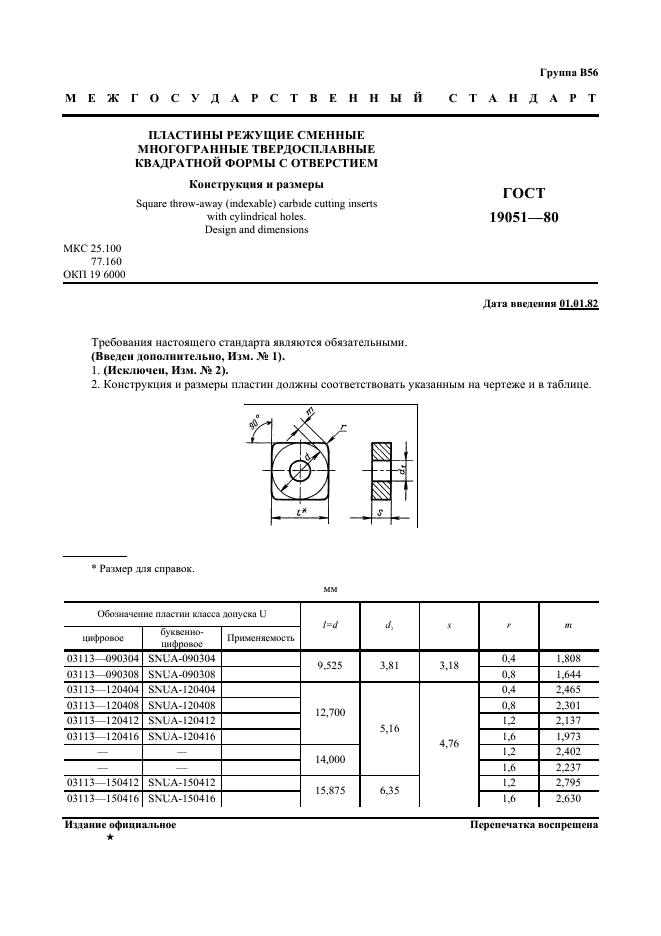 Группа В56
МЕЖГОСУДАРСТВЕННЫЙ СТАНДАРТ
ПЛАСТИНЫ РЕЖУЩИЕ СМЕННЫЕ
МНОГОГРАННЫЕ ТВЕРДОСПЛАВНЫЕ
КВАДРАТНОЙ ФОРМЫ С ОТВЕРСТИЕМ
Конструкция и размеры
Square throw-away (indexable) carbide cutting inserts
with cylindrical holes.
Design and dimensions
ГОСТ
19051—80
МКС 25.100
77.160
ОКП 19 6000
Дата введения 01.01.82
Требования настоящего стандарта являются обязательными.
(Введен дополнительно, Изм. № 1).
1. (Исключен, Изм. № 2).
2. Конструкция и размеры пластин должны соответствовать указанным на чертеже и в таблице.
90° m r
d d₁
l* s
* Размер для справок.
мм
Обозначение пластин класса допуска U l=d d₁ s r m
цифровое буквенно-цифровое Применяемость
03113—090304 SNUA-090304 9,525 3,81 3,18 0,4 1,808
03113—090308 SNUA-090308 0,8 1,644
03113—120404 SNUA-120404 12,700 5,16 4,76 0,4 2,465
03113—120408 SNUA-120408 0,8 2,301
03113—120412 SNUA-120412 1,2 2,137
03113—120416 SNUA-120416 1,6 1,973
— — 14,000 1,2 2,402
— — 1,6 2,237
03113—150412 SNUA-150412 15,875 6,35 1,2 2,795
03113—150416 SNUA-150416 1,6 2,630
Издание официальное Перепечатка воспрещена
★